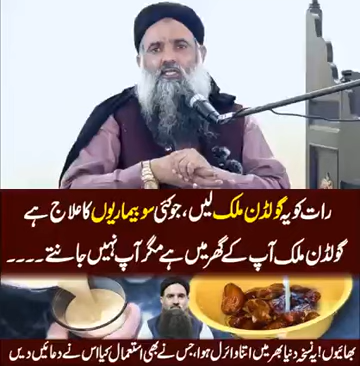 رات کو یہ گولڈن ملک لیں، جو کئی سو بیماریوں کا علاج ہے
گولڈن ملک آپ کے گھر میں ہے مگر آپ نہیں جانتے ۔۔۔۔
بھائیوں! یہ نسخہ دنیا بھر میں اتنا وائرل ہوا، جس نے بھی استعمال کیا اس نے دعائیں دیں